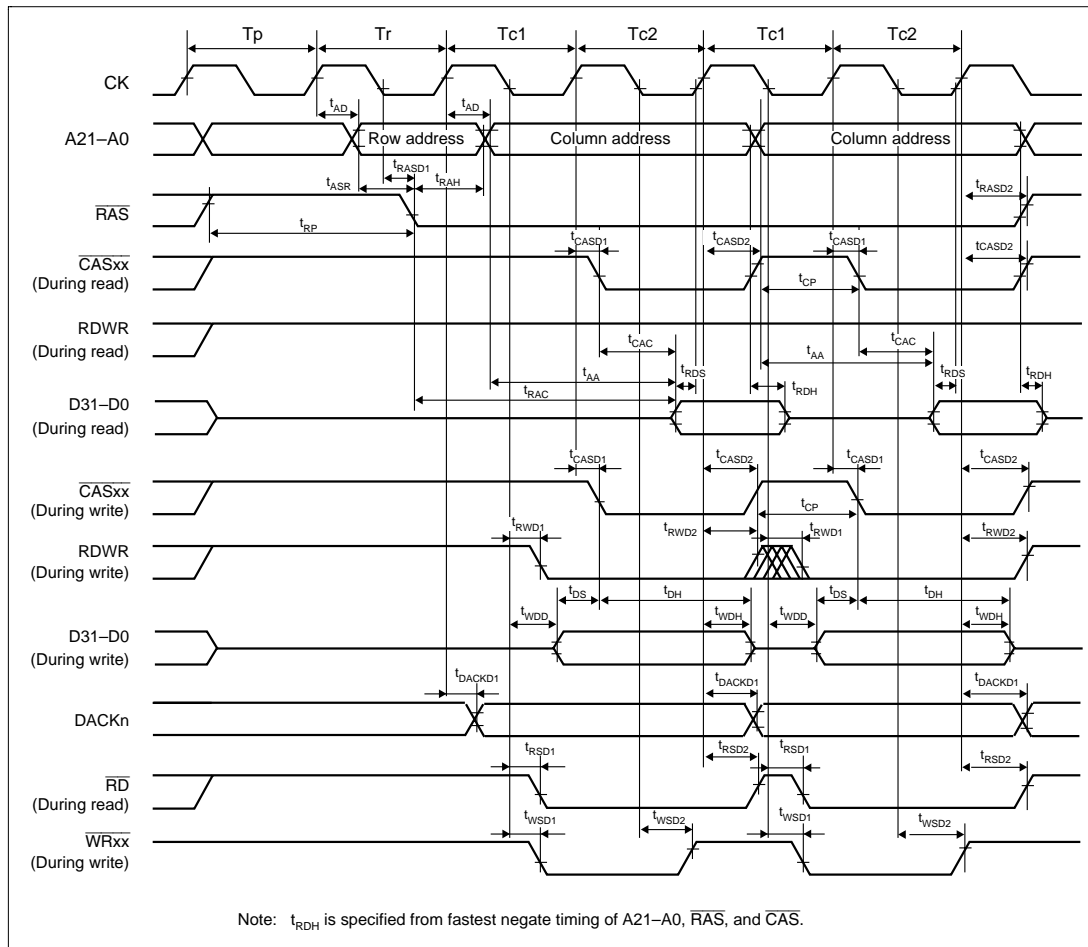 Tp Tr Tc1 Tc2 Tc1 Tc2
CK
tAD tAD
A21–A0 Row address Column address Column address
tRASD1
tASR tRAH tRASD2
RAS
tRP
tCASD1 tCASD2 tCASD1 tCASD2
CASxx
(During read)
tCP
RDWR
(During read)
tCAC tCAC
tAA tAA
tRDS tRDS
tRAC tRDH tRDH
D31–D0
(During read)
tCASD1 tCASD2 tCASD1 tCASD2
CASxx
(During write)
tCP
tRWD1 tRWD2 tRWD1 tRWD2
RDWR
(During write)
tDS tDH tDS tDH
tWDD tWDH tWDD tWDH
D31–D0
(During write)
tDACKD1 tDACKD1 tDACKD1
DACKn
tRSD1 tRSD2 tRSD1 tRSD2
RD
(During read)
tWSD1 tWSD2 tWSD1 tWSD2
WRxx
(During write)
Note: tRDH is specified from fastest negate timing of A21–A0, RAS, and CAS.